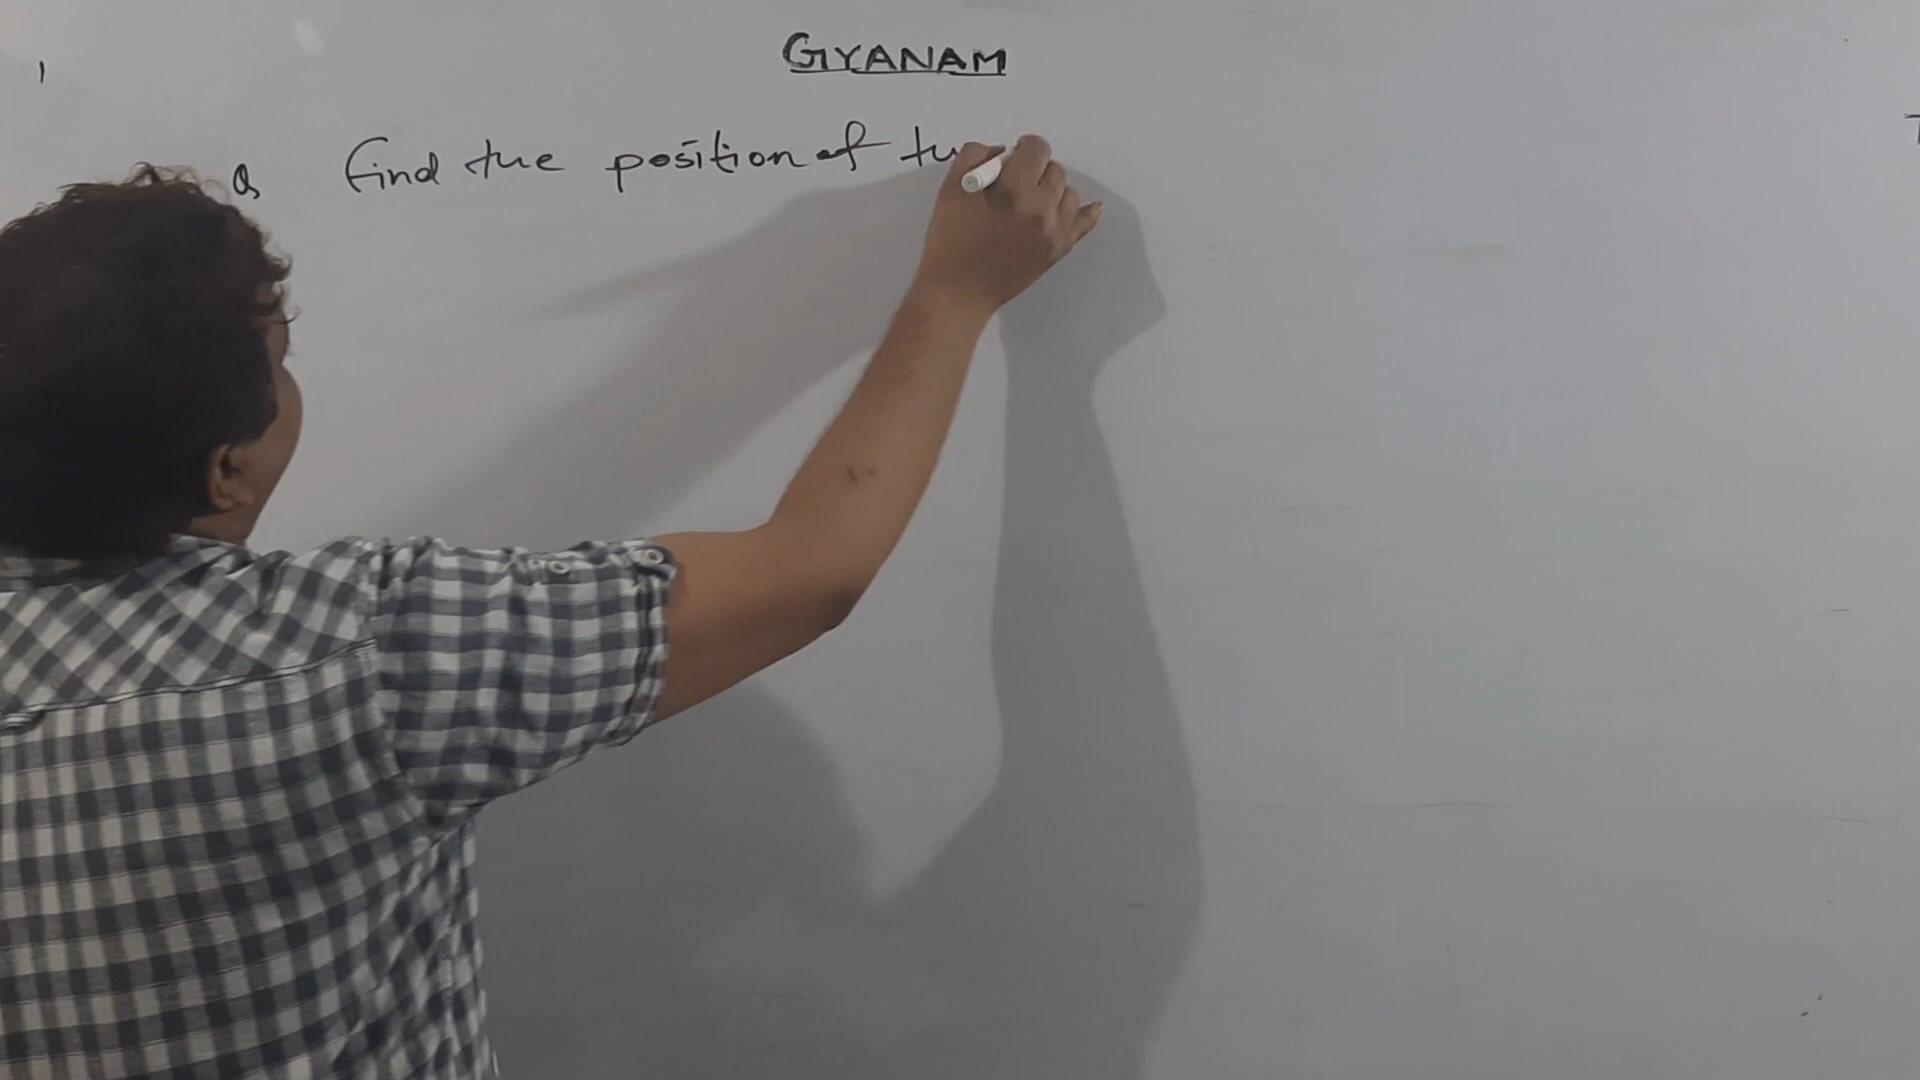 GYANAM
Q Find the position of